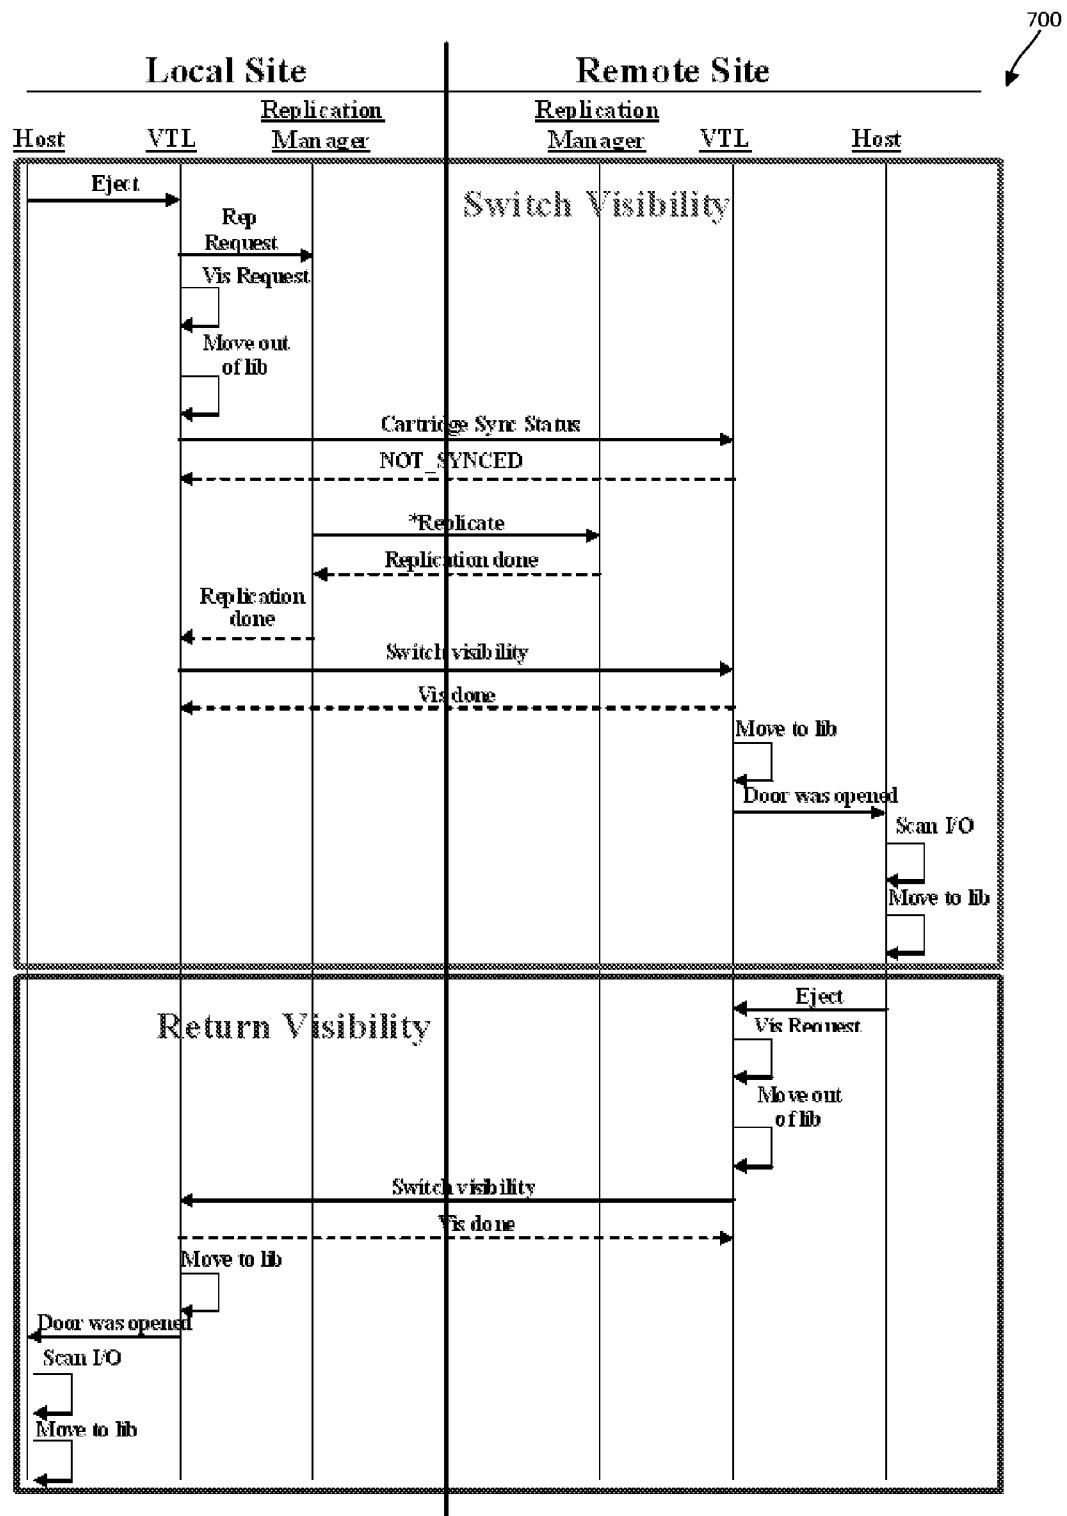 700
Local Site
Remote Site
Host
VTL
Replication
Manager
Replication
Manager
VTL
Host
Switch Visibility
Eject
Rep
Request
Vis Request
Move out
of lib
Cartridge Sync Status
NOT_SYNCED
*Replicate
Replication done
Replication
done
Switch visibility
Vis done
Move to lib
Door was opened
Scan I/O
Move to lib
Return Visibility
Eject
Vis Request
Move out
of lib
Switch visibility
Vis done
Move to lib
Door was opened
Scan I/O
Move to lib